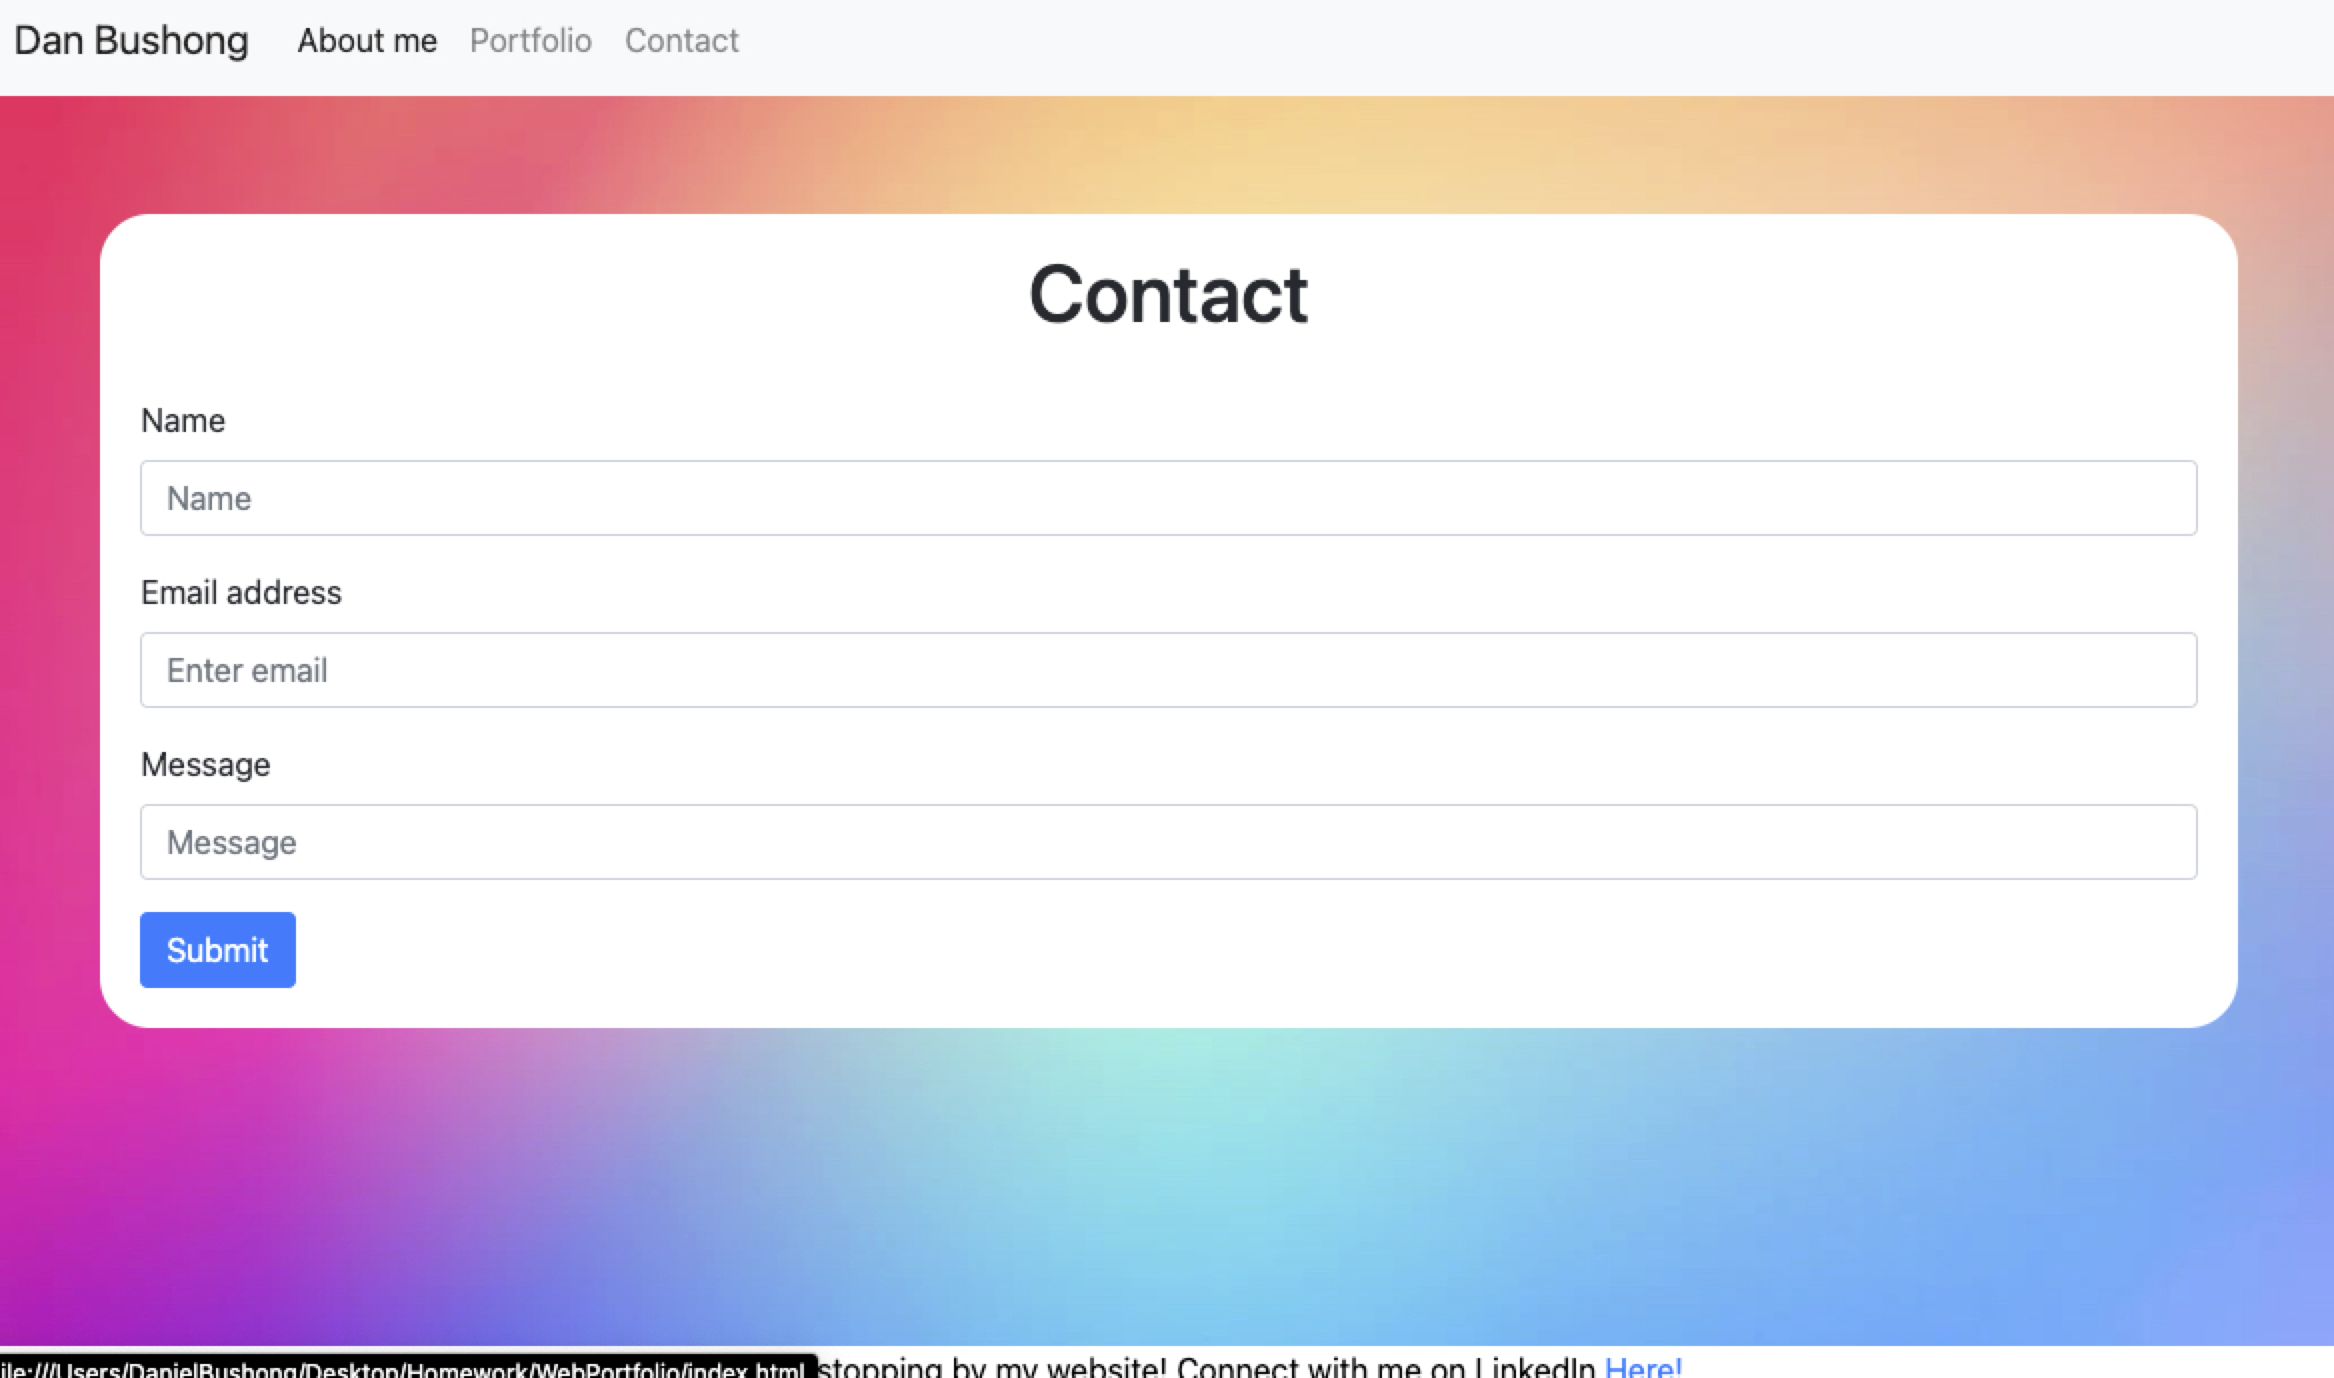 Dan Bushong About me Portfolio Contact
Contact
Name
Name
Email address
Enter email
Message
Message
Submit
ile:///Users/DanielBushong/Desktop/Homework/WebPortfolio/index.html stopping by my website! Connect with me on LinkedIn Here!